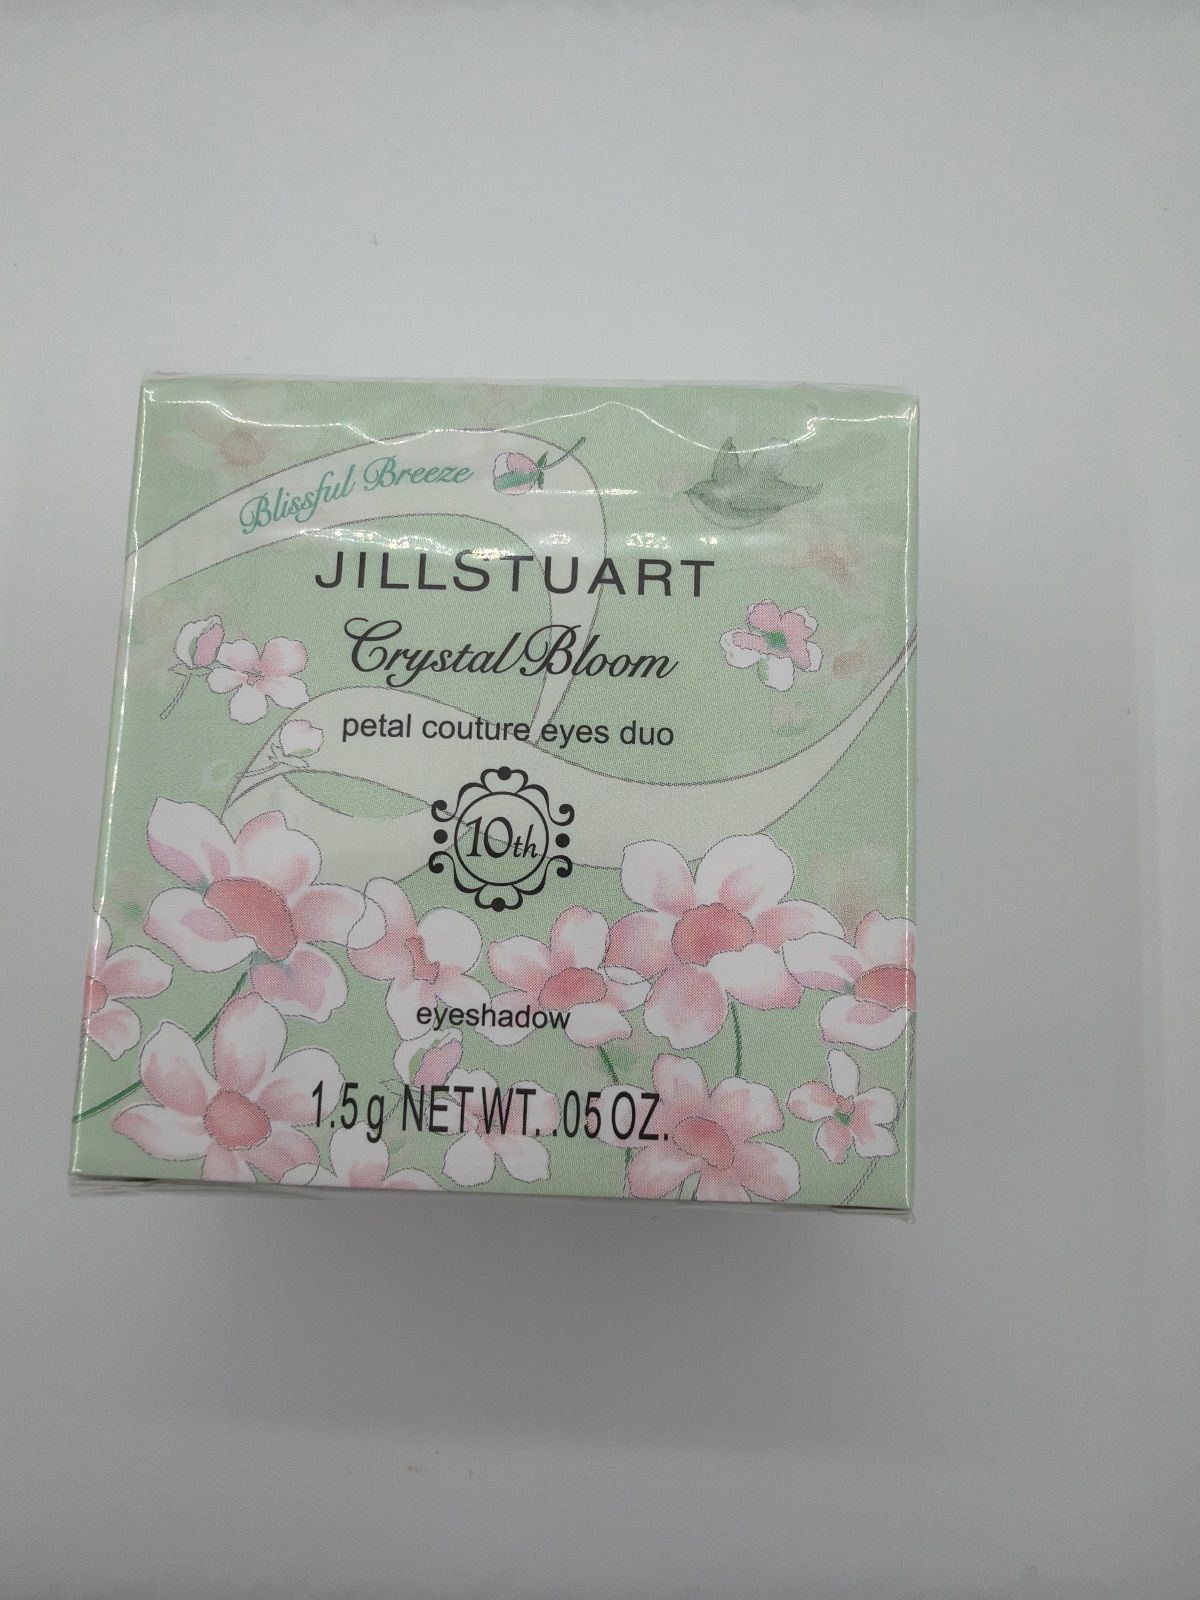 Blissful Breeze
JILLSTUART
Crystal Bloom
petal couture eyes duo
10th
eyeshadow
1.5g NET WT. .05 OZ.